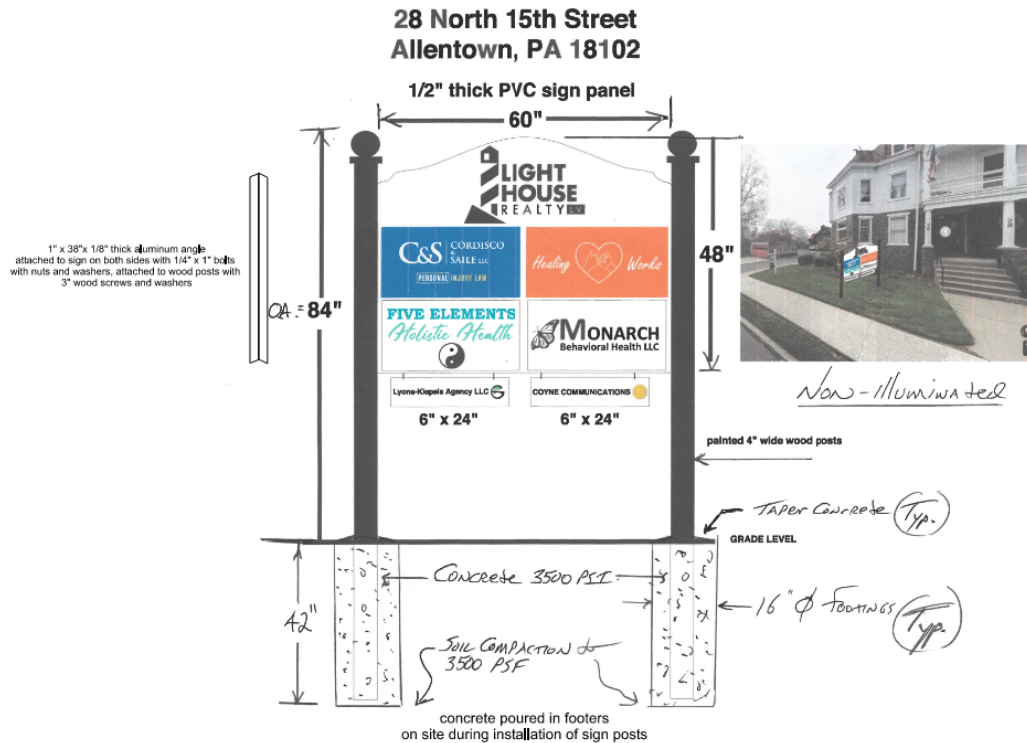 28 North 15th Street
Allentown, PA 18102
1/2" thick PVC sign panel
60"
LIGHT
HOUSE
REALTY LV
1" x 38"x 1/8" thick aluminum angle
attached to sign on both sides with 1/4" x 1" bolts
with nuts and washers, attached to wood posts with
3" wood screws and washers
OA. = 84"
C&S CORDISCO
&
SAILE LLC
PERSONAL INJURY LAW
Healing Works
48"
FIVE ELEMENTS
Holistic Health
MONARCH
Behavioral Health LLC
Lyons-Klepeis Agency LLC
COYNE COMMUNICATIONS
6" x 24"
6" x 24"
NON-ILLUMINATED
painted 4" wide wood posts
TAPER CONCRETE TYP.
GRADE LEVEL
CONCRETE 3500 PSI
42"
16" Ø FOOTINGS TYP.
SOIL COMPACTION to
3500 PSF
concrete poured in footers
on site during installation of sign posts